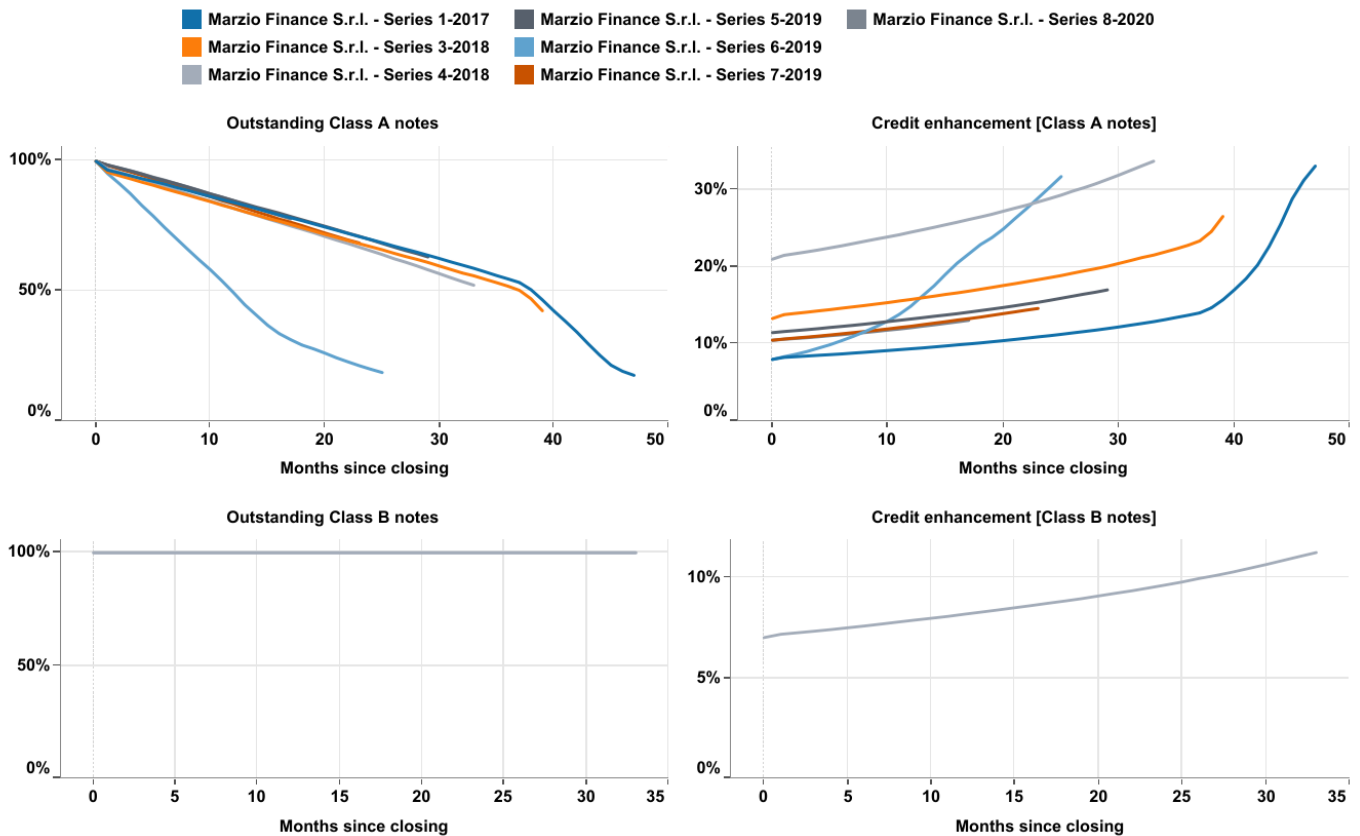 Marzio Finance S.r.l. - Series 1-2017 Marzio Finance S.r.l. - Series 5-2019 Marzio Finance S.r.l. - Series 8-2020
Marzio Finance S.r.l. - Series 3-2018 Marzio Finance S.r.l. - Series 6-2019
Marzio Finance S.r.l. - Series 4-2018 Marzio Finance S.r.l. - Series 7-2019
Outstanding Class A notes
100%
50%
0%
0 10 20 30 40 50
Months since closing
Credit enhancement [Class A notes]
30%
20%
10%
0%
0 10 20 30 40 50
Months since closing
Outstanding Class B notes
100%
50%
0%
0 5 10 15 20 25 30 35
Months since closing
Credit enhancement [Class B notes]
10%
5%
0%
0 5 10 15 20 25 30 35
Months since closing